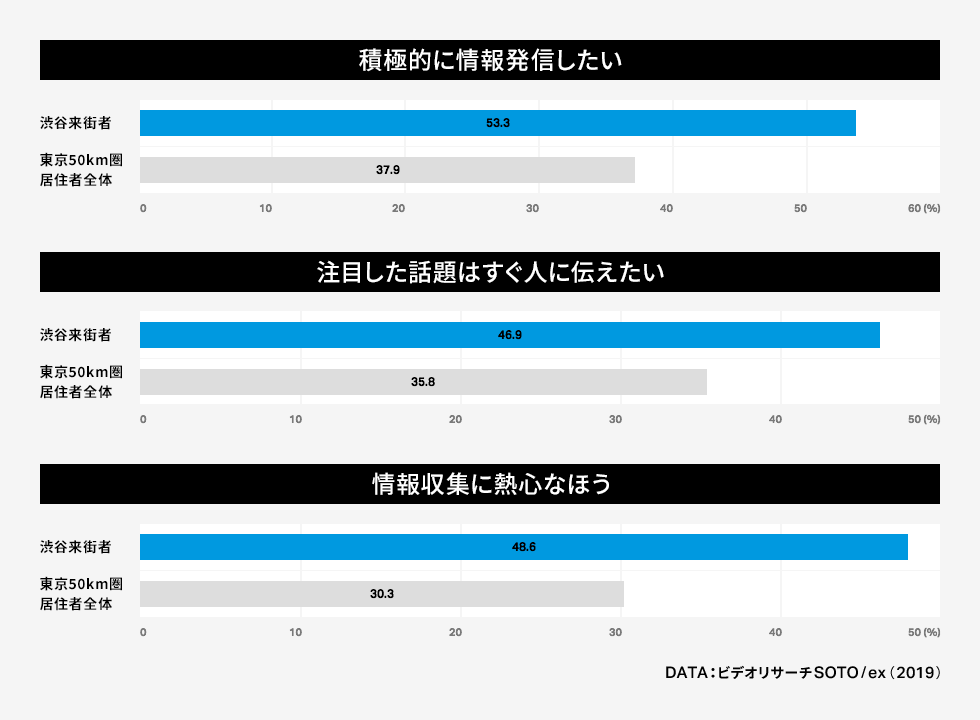 積極的に情報発信したい
渋谷来街者
53.3
東京50km圏
居住者全体
37.9
0 10 20 30 40 50 60 (%)
注目した話題はすぐ人に伝えたい
渋谷来街者
46.9
東京50km圏
居住者全体
35.8
0 10 20 30 40 50 (%)
情報収集に熱心なほう
渋谷来街者
48.6
東京50km圏
居住者全体
30.3
0 10 20 30 40 50 (%)
DATA：ビデオリサーチSOTO/ex（2019）